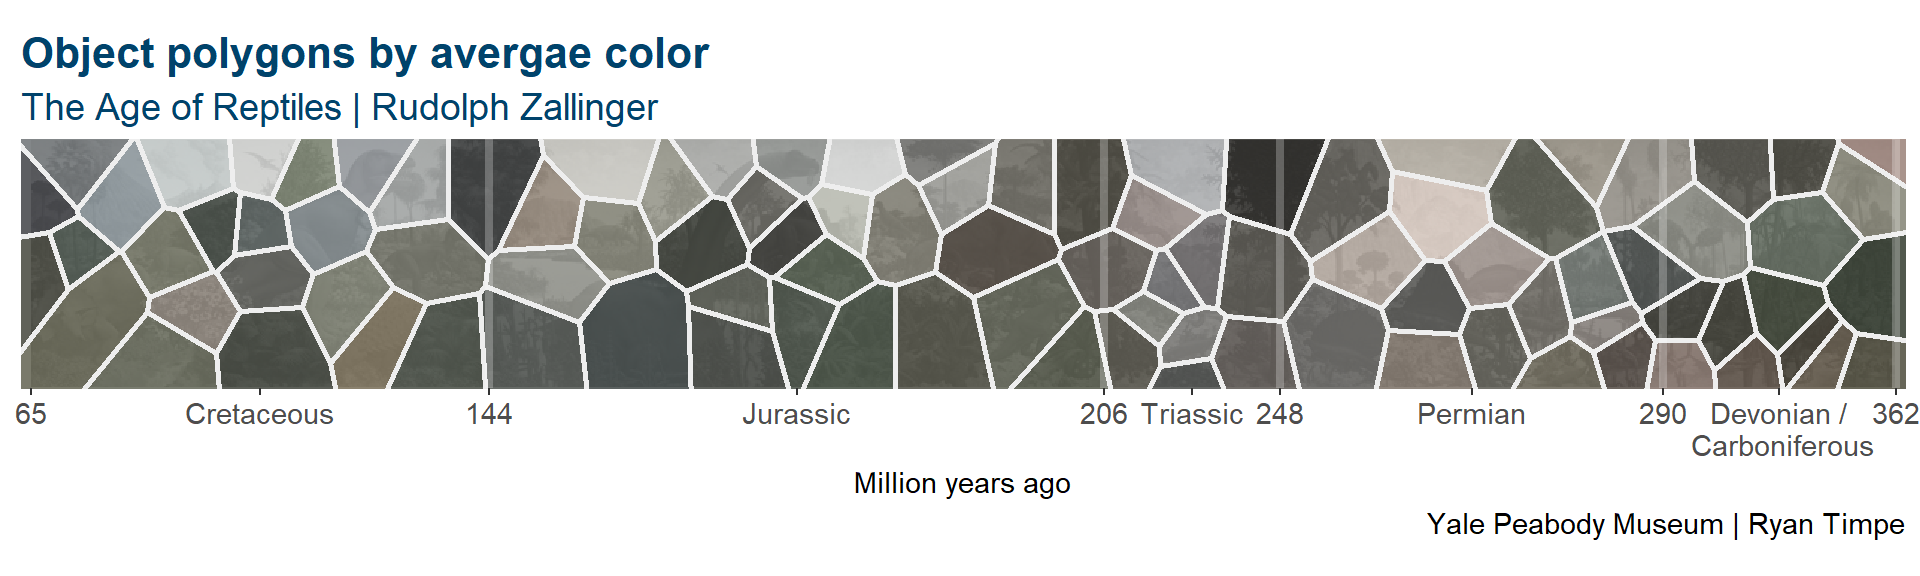 Object polygons by avergae color
The Age of Reptiles | Rudolph Zallinger
65 Cretaceous 144 Jurassic 206 Triassic 248 Permian 290 Devonian / 362
Carboniferous
Million years ago
Yale Peabody Museum | Ryan Timpe